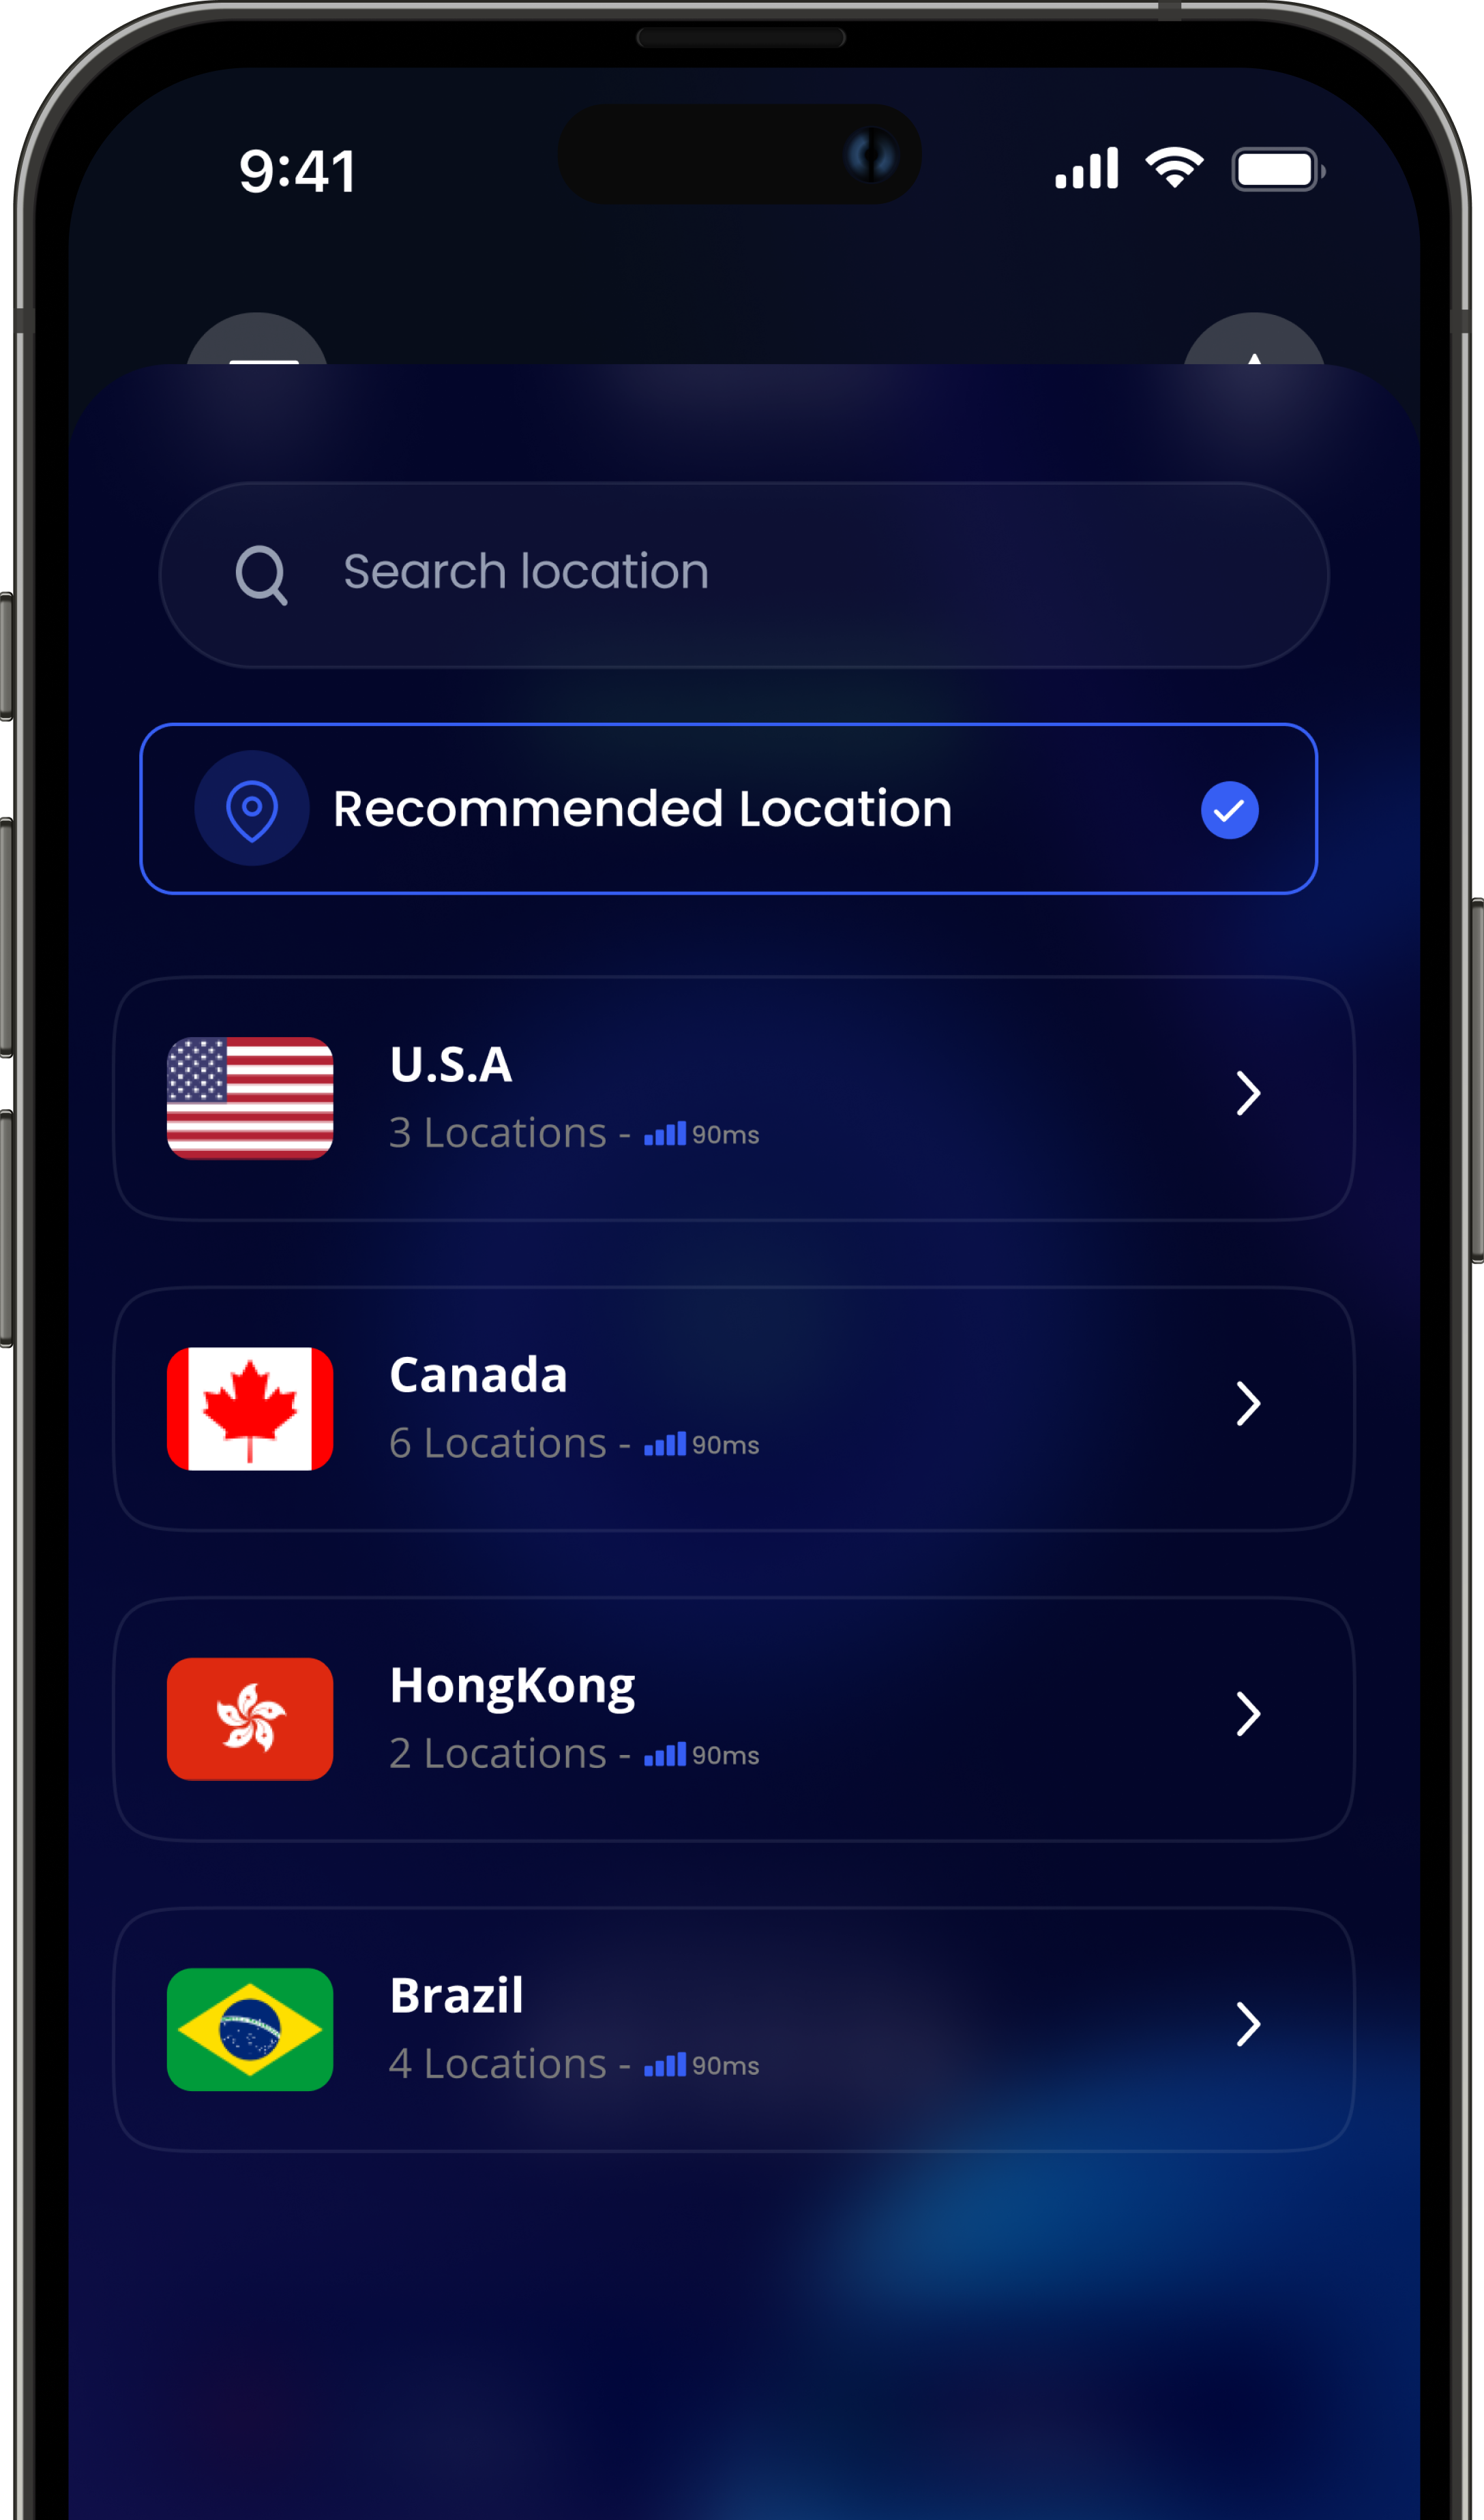 9:41
Search location
Recommended Location
U.S.A
3 Locations - 90ms
Canada
6 Locations - 90ms
HongKong
2 Locations - 90ms
Brazil
4 Locations - 90ms